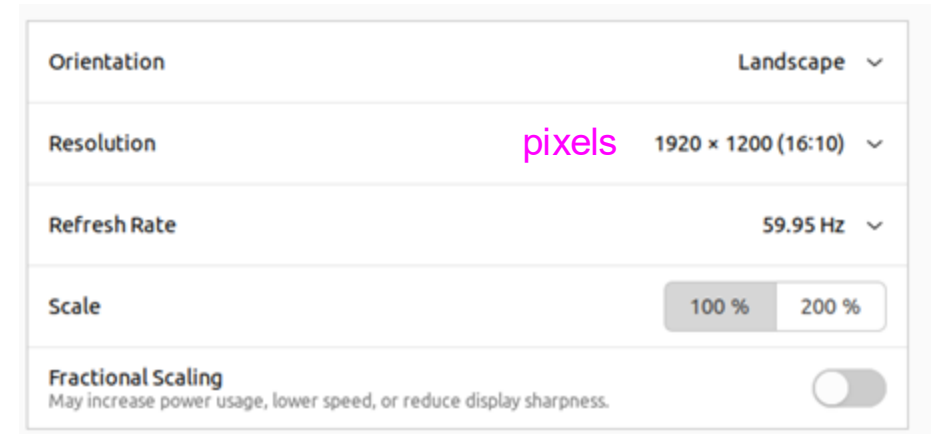 Orientation Landscape
Resolution pixels 1920 × 1200 (16:10)
Refresh Rate 59.95 Hz
Scale 100 % 200 %
Fractional Scaling
May increase power usage, lower speed, or reduce display sharpness.